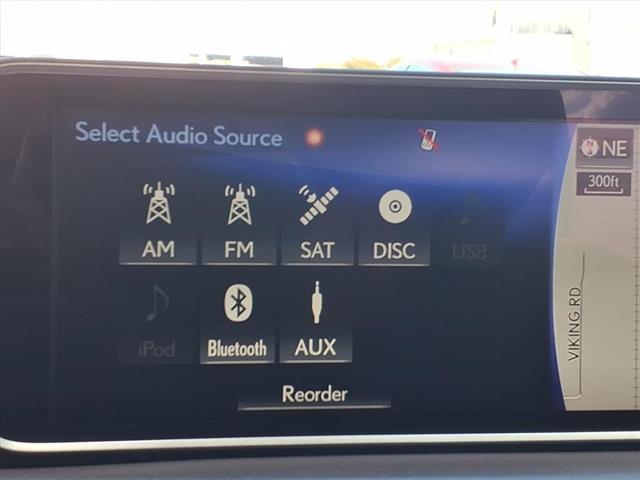 Select Audio Source
NE
300ft
AM FM SAT DISC USB
iPod Bluetooth AUX
VIKING RD
Reorder